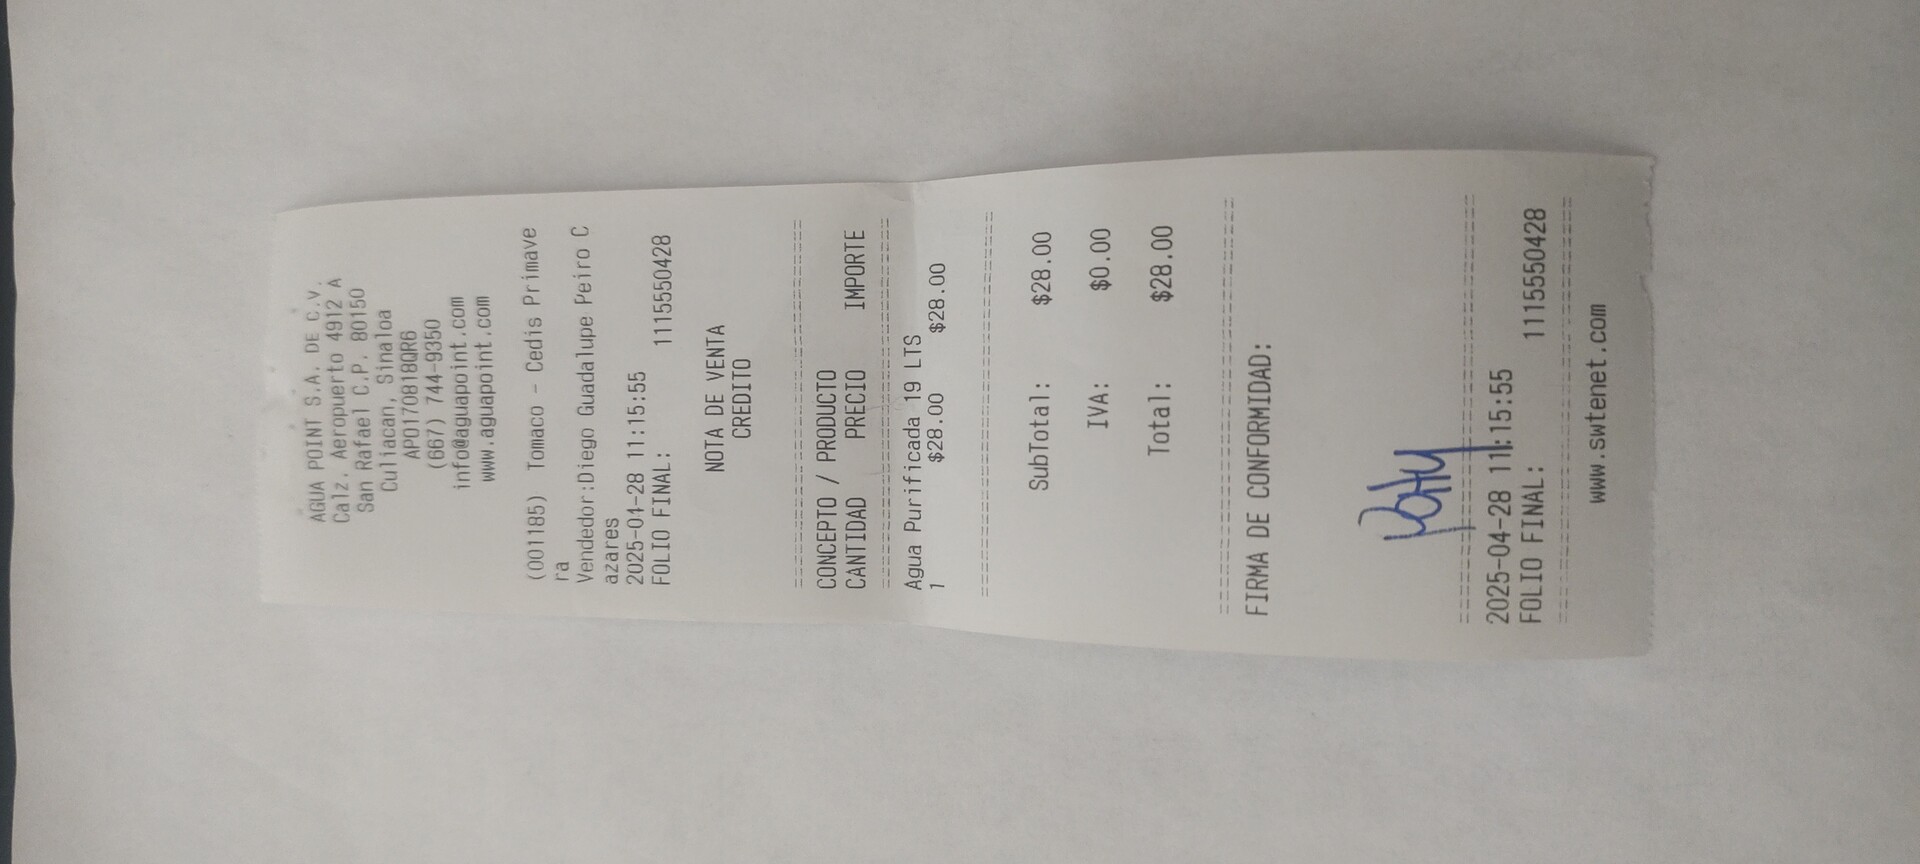 AGUA POINT S.A. DE C.V.
Calz. Aeropuerto 4912 A
San Rafael C.P. 80150
Culiacan, Sinaloa
APO170818QR6
(667) 744-9350
info@aguapoint.com
www.aguapoint.com
(001185) Tomaco - Cedis Primave
ra
Vendedor:Diego Guadalupe Peiro C
azares
2025-04-28 11:15:55
FOLIO FINAL: 1115550428
NOTA DE VENTA
CREDITO
CONCEPTO / PRODUCTO
CANTIDAD PRECIO IMPORTE
Agua Purificada 19 LTS
1 $28.00 $28.00
SubTotal: $28.00
IVA: $0.00
Total: $28.00
FIRMA DE CONFORMIDAD:
Paty
2025-04-28 11:15:55
FOLIO FINAL: 1115550428
www.swtenet.com